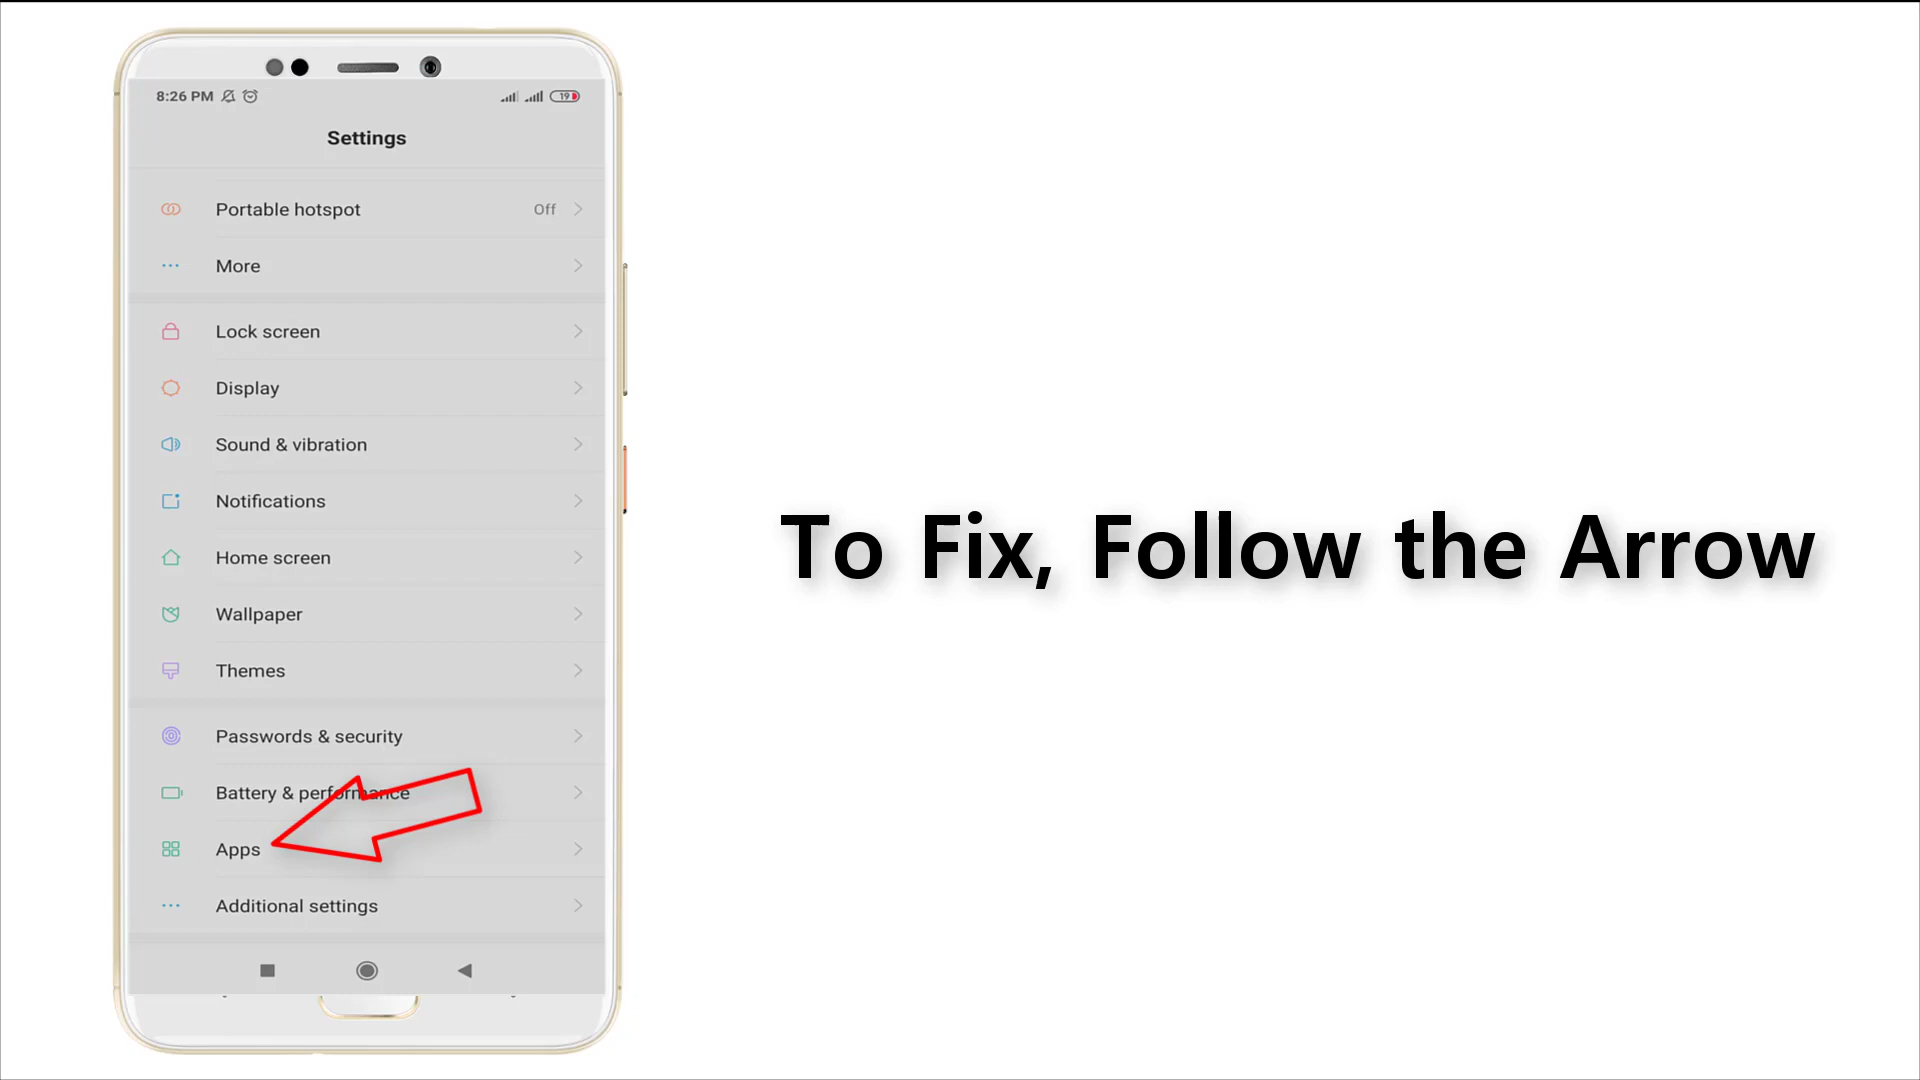 8:26 PM
19
Settings
Portable hotspot
Off
More
Lock screen
Display
Sound & vibration
Notifications
Home screen
Wallpaper
Themes
Passwords & security
Battery & performance
Apps
Additional settings
To Fix, Follow the Arrow